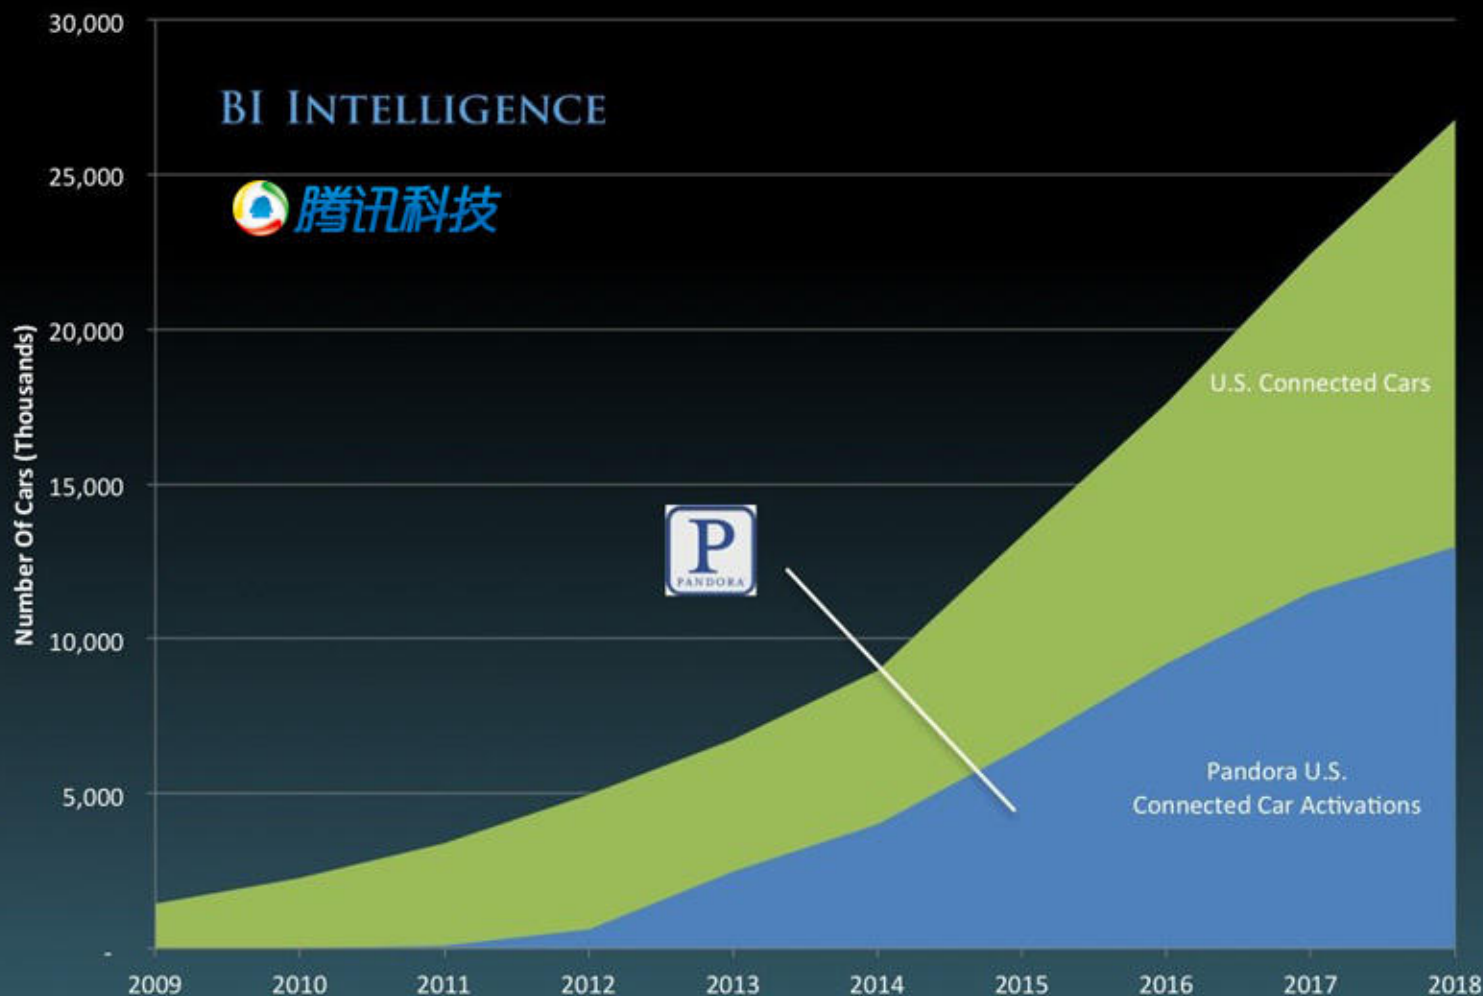 30,000
BI INTELLIGENCE
25,000
腾讯科技
20,000
U.S. Connected Cars
Number Of Cars (Thousands)
15,000
P
PANDORA
10,000
Pandora U.S.
Connected Car Activations
5,000
-
2009 2010 2011 2012 2013 2014 2015 2016 2017 2018